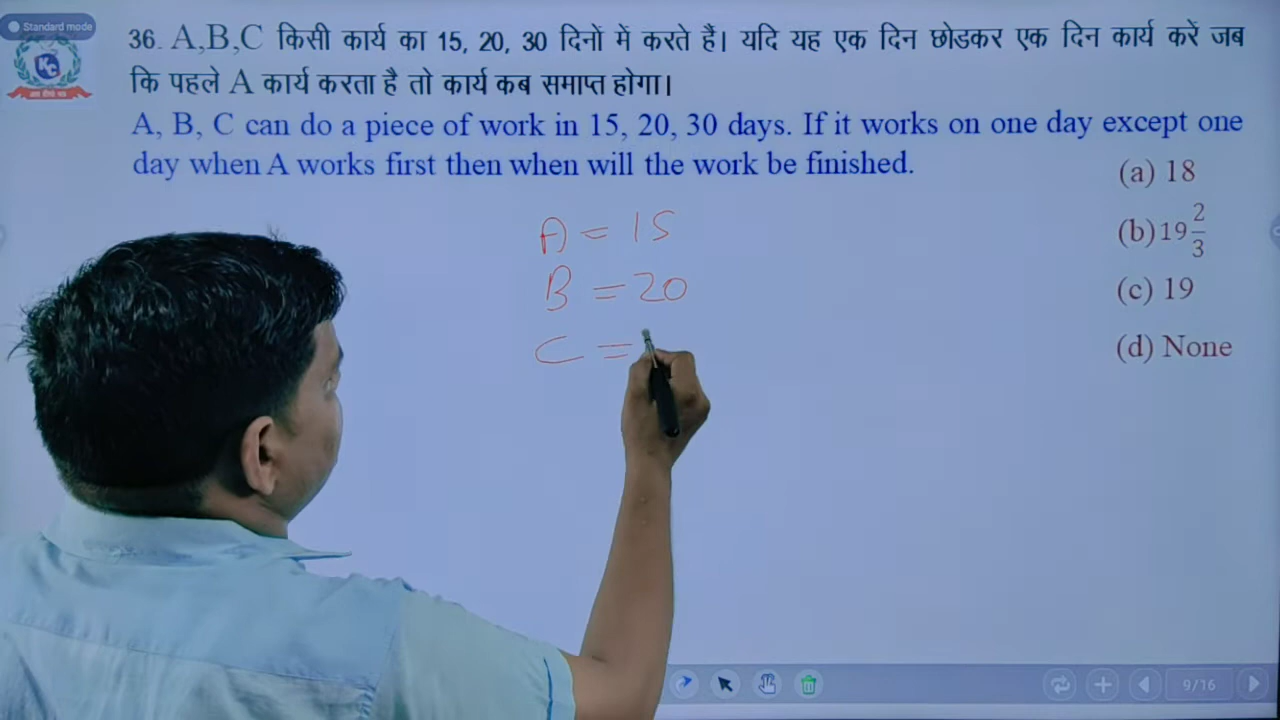 Standard mode
KC
36. A,B,C किसी कार्य का 15, 20, 30 दिनों में करते हैं। यदि यह एक दिन छोडकर एक दिन कार्य करें जब
कि पहले A कार्य करता है तो कार्य कब समाप्त होगा।
A, B, C can do a piece of work in 15, 20, 30 days. If it works on one day except one
day when A works first then when will the work be finished.
(a) 18
(b) 19 2/3
(c) 19
(d) None
A = 15
B = 20
C =
9/16